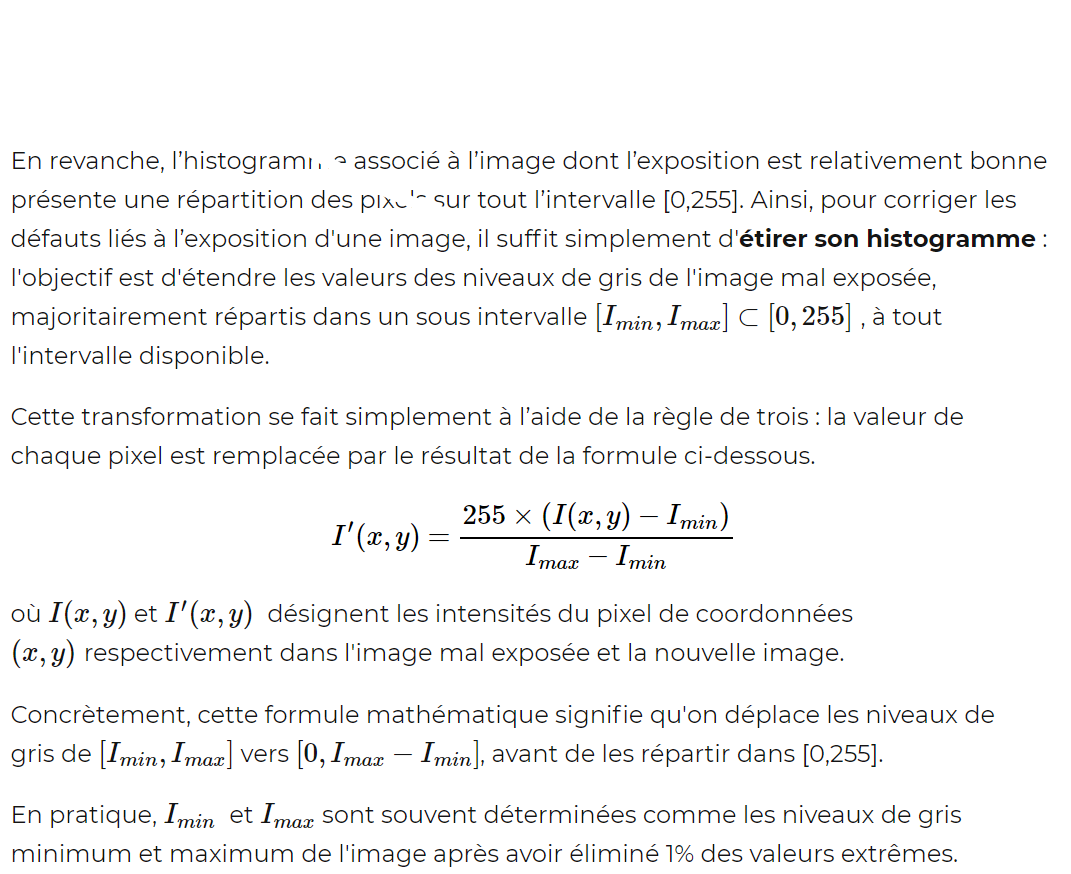 En revanche, l’histogramme associé à l’image dont l’exposition est relativement bonne
présente une répartition des pixels sur tout l’intervalle [0,255]. Ainsi, pour corriger les
défauts liés à l’exposition d'une image, il suffit simplement d'étirer son histogramme :
l'objectif est d'étendre les valeurs des niveaux de gris de l'image mal exposée,
majoritairement répartis dans un sous intervalle [I_{min}, I_{max}] ⊂ [0, 255] , à tout
l'intervalle disponible.
Cette transformation se fait simplement à l’aide de la règle de trois : la valeur de
chaque pixel est remplacée par le résultat de la formule ci-dessous.
I'(x, y) = \frac{255 × (I(x, y) − I_{min})}{I_{max} − I_{min}}
où I(x, y) et I'(x, y) désignent les intensités du pixel de coordonnées
(x, y) respectivement dans l'image mal exposée et la nouvelle image.
Concrètement, cette formule mathématique signifie qu'on déplace les niveaux de
gris de [I_{min}, I_{max}] vers [0, I_{max} − I_{min}], avant de les répartir dans [0,255].
En pratique, I_{min} et I_{max} sont souvent déterminées comme les niveaux de gris
minimum et maximum de l'image après avoir éliminé 1% des valeurs extrêmes.